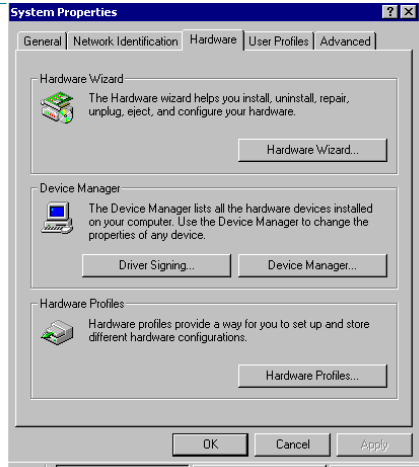 System Properties
General Network Identification Hardware User Profiles Advanced
Hardware Wizard
The Hardware wizard helps you install, uninstall, repair,
unplug, eject, and configure your hardware.
Hardware Wizard...
Device Manager
The Device Manager lists all the hardware devices installed
on your computer. Use the Device Manager to change the
properties of any device.
Driver Signing... Device Manager...
Hardware Profiles
Hardware profiles provide a way for you to set up and store
different hardware configurations.
Hardware Profiles...
OK Cancel Apply